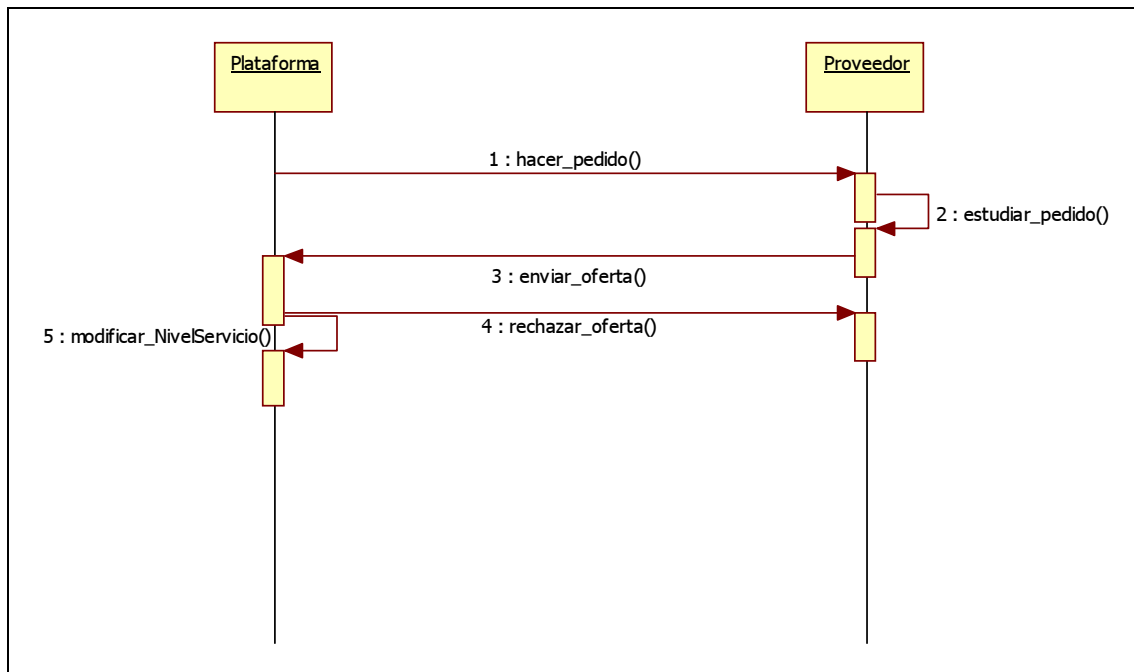 Plataforma
Proveedor
1 : hacer_pedido()
2 : estudiar_pedido()
3 : enviar_oferta()
4 : rechazar_oferta()
5 : modificar_NivelServicio()